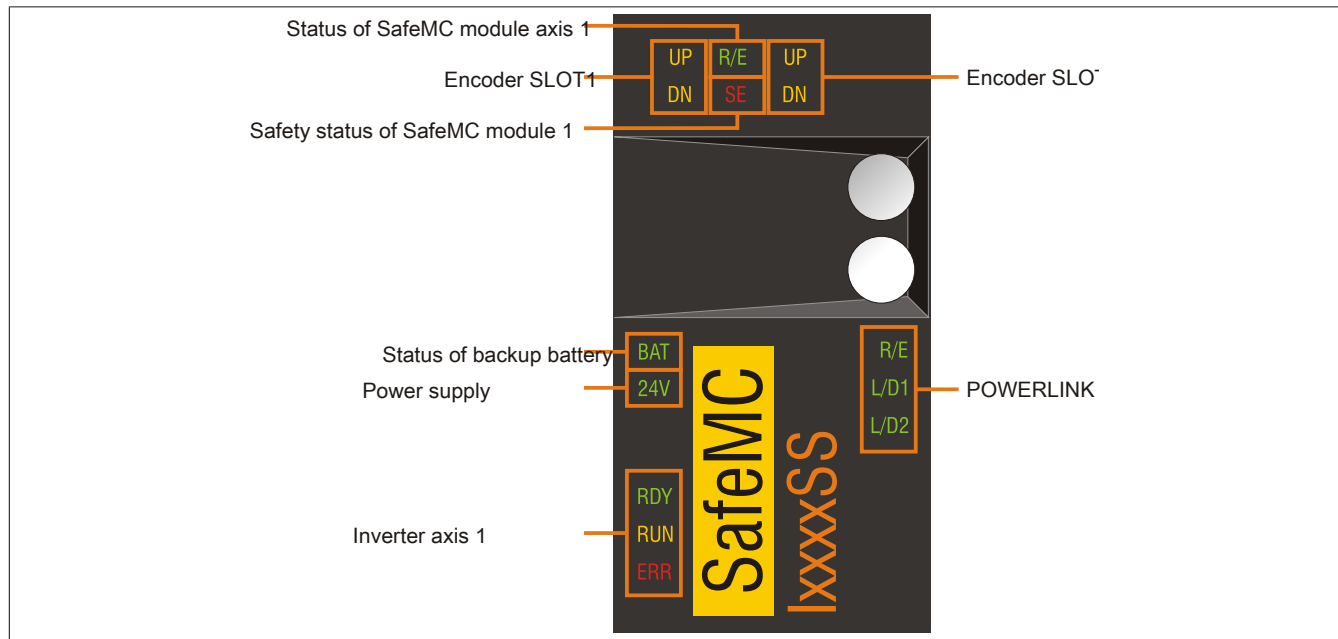 Status of SafeMC module axis 1
UP R/E UP
Encoder SLOT1
Encoder
DN SE DN
Safety status of SafeMC module 1
Status of backup battery
BAT
R/E
Power supply
24V
L/D1
POWERLINK
L/D2
SafeMC
IxxxxSS
RDY
Inverter axis 1
RUN
ERR